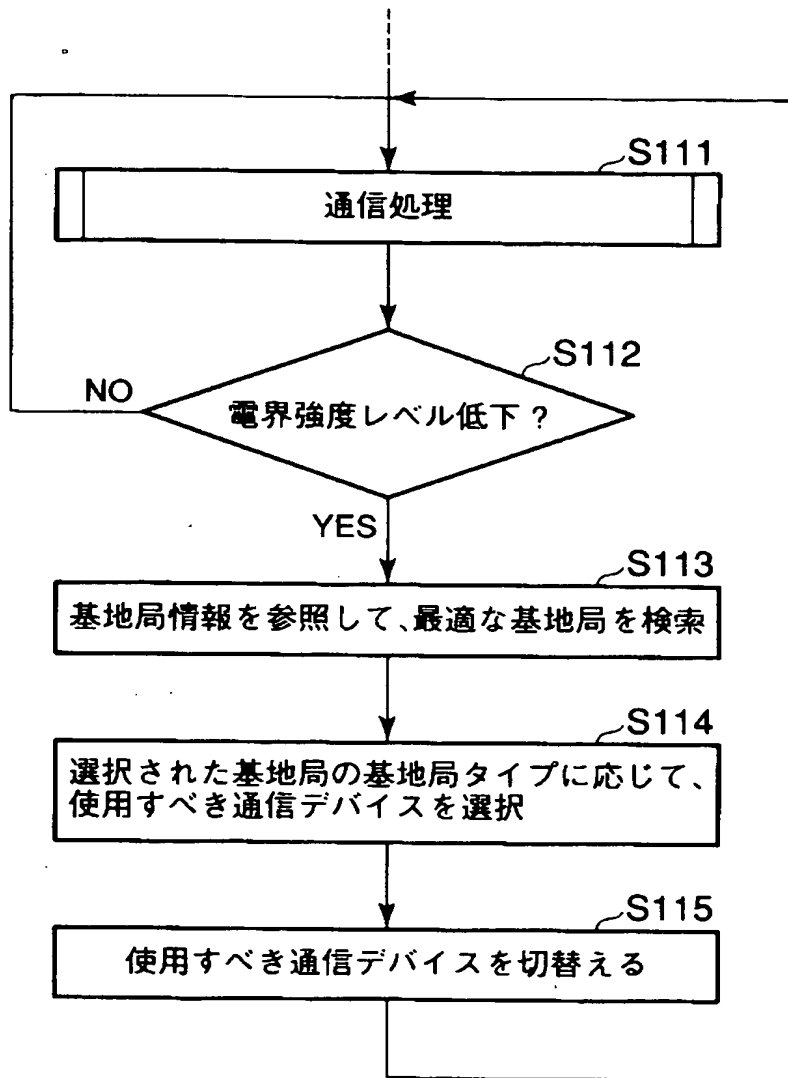 S111
通信処理
S112
電界強度レベル低下?
NO
YES
S113
基地局情報を参照して、最適な基地局を検索
S114
選択された基地局の基地局タイプに応じて、
使用すべき通信デバイスを選択
S115
使用すべき通信デバイスを切替える